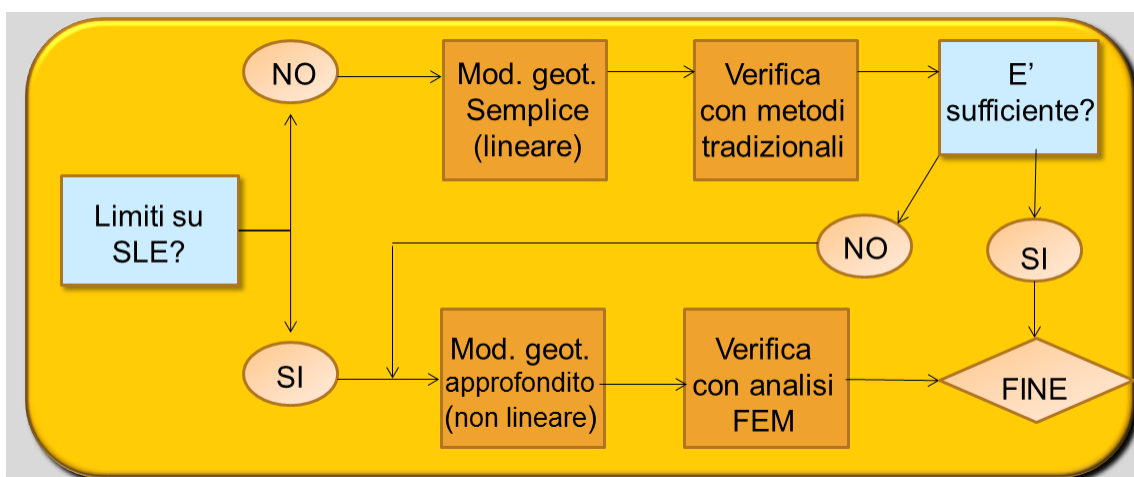 NO
Mod. geot.
Semplice
(lineare)
Verifica
con metodi
tradizionali
E’
sufficiente?
Limiti su
SLE?
NO
SI
SI
Mod. geot.
approfondito
(non lineare)
Verifica
con analisi
FEM
FINE